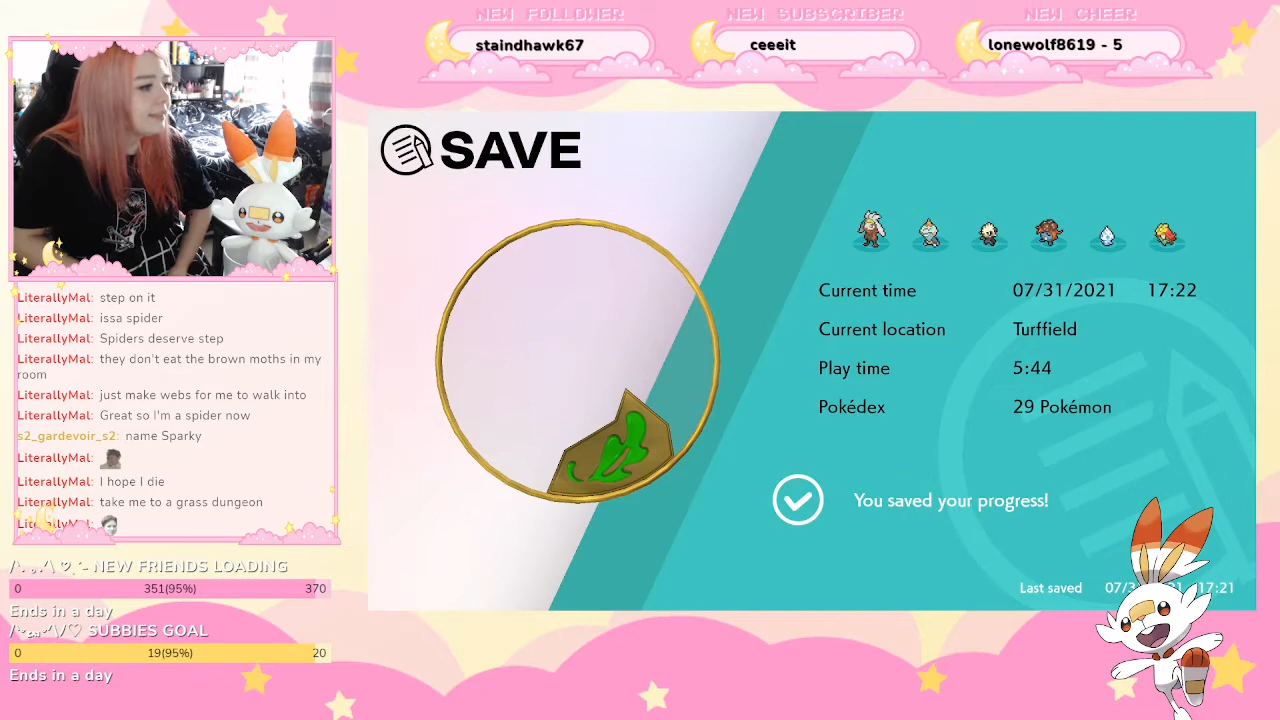 NEW FOLLOWER
NEW SUBSCRIBER
NEW CHEER
staindhawk67
ceeeit
lonewolf8619 - 5
SAVE
Current time 07/31/2021 17:22
Current location Turffield
Play time 5:44
Pokédex 29 Pokémon
You saved your progress!
Last saved 17:21
LiterallyMal: step on it
LiterallyMal: issa spider
LiterallyMal: Spiders deserve step
LiterallyMal: they don't eat the brown moths in my
room
LiterallyMal: just make webs for me to walk into
LiterallyMal: Great so I'm a spider now
s2_gardevoir_s2: name Sparky
LiterallyMal:
LiterallyMal: I hope I die
LiterallyMal: take me to a grass dungeon
LiterallyMal:
NEW FRIENDS LOADING
0 351(95%) 370
Ends in a day
SUBBIES GOAL
0 19(95%) 20
Ends in a day